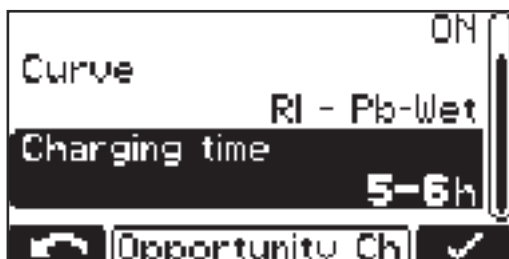 ON
Curve
RI - Pb-Wet
Charging time
5-6h
Opportunity Ch